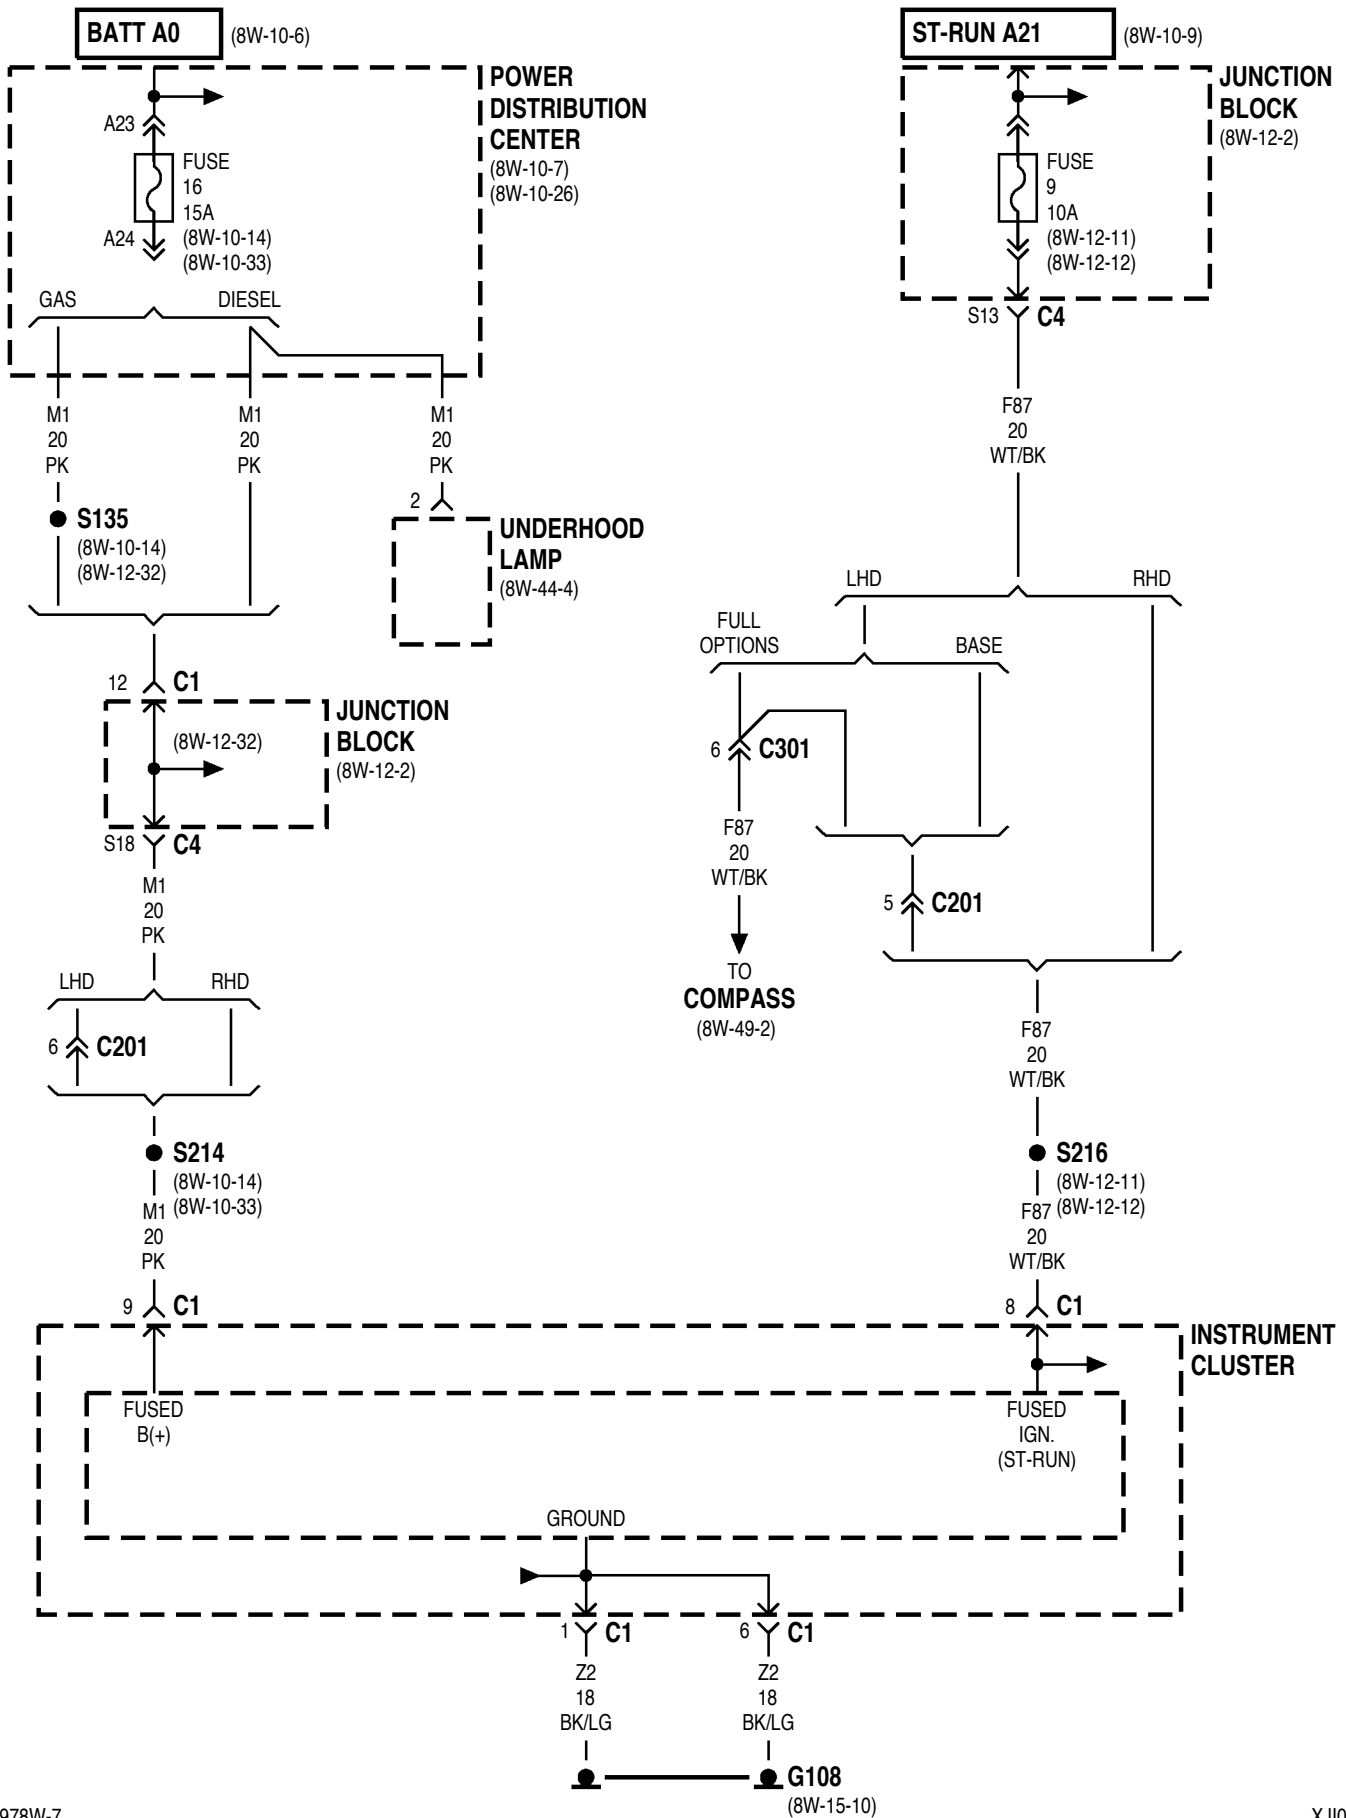 BATT A0
(8W-10-6)
POWER
DISTRIBUTION
CENTER
(8W-10-7)
(8W-10-26)
A23
FUSE
16
15A
(8W-10-14)
(8W-10-33)
A24
GAS
DIESEL
M1
20
PK
M1
20
PK
M1
20
PK
S135
(8W-10-14)
(8W-12-32)
2
UNDERHOOD
LAMP
(8W-44-4)
12
C1
JUNCTION
BLOCK
(8W-12-2)
(8W-12-32)
S18
C4
M1
20
PK
LHD
RHD
6
C201
S214
(8W-10-14)
(8W-10-33)
M1
20
PK
9
C1
ST-RUN A21
(8W-10-9)
JUNCTION
BLOCK
(8W-12-2)
FUSE
9
10A
(8W-12-11)
(8W-12-12)
S13
C4
F87
20
WT/BK
LHD
RHD
FULL
OPTIONS
BASE
6
C301
F87
20
WT/BK
TO
COMPASS
(8W-49-2)
5
C201
F87
20
WT/BK
S216
(8W-12-11)
(8W-12-12)
F87
20
WT/BK
8
C1
INSTRUMENT
CLUSTER
FUSED
B(+)
FUSED
IGN.
(ST-RUN)
GROUND
1
C1
6
C1
Z2
18
BK/LG
Z2
18
BK/LG
G108
(8W-15-10)
978W-7